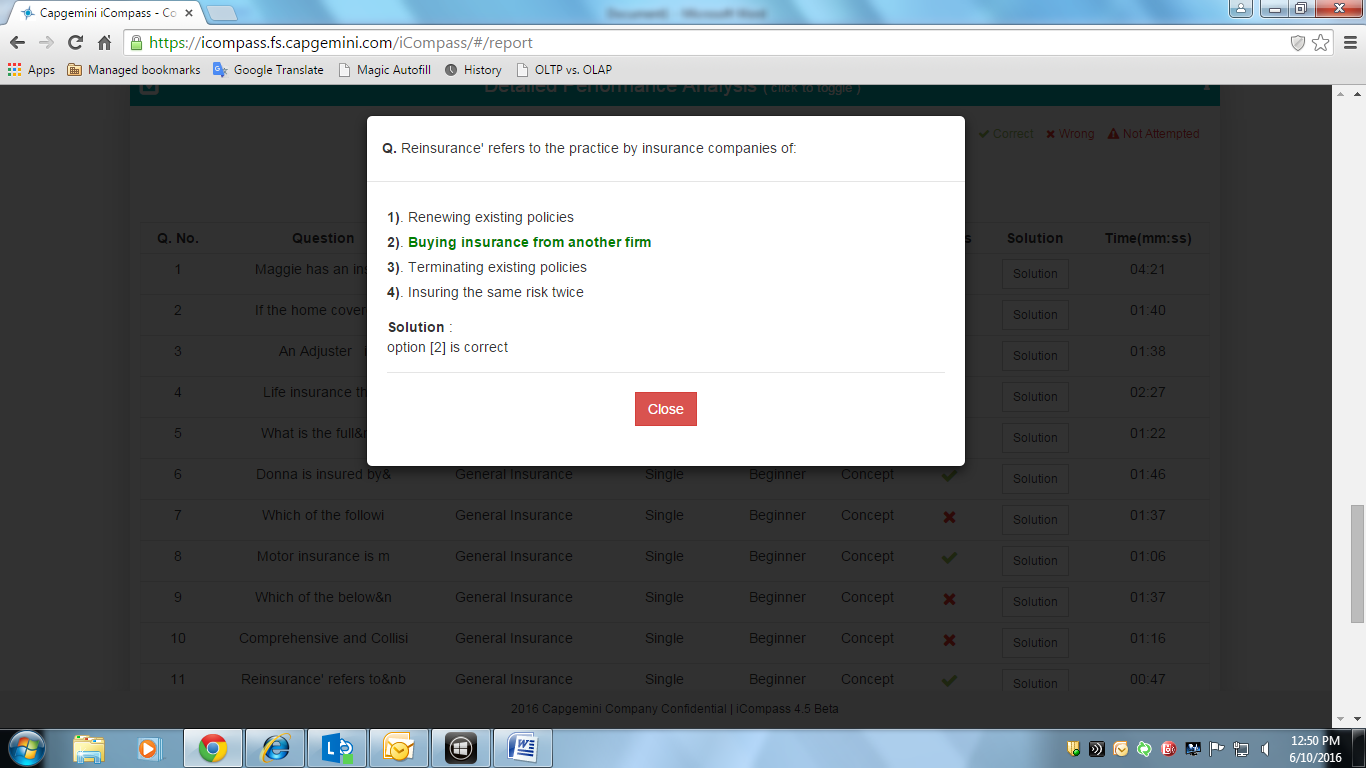 Capgemini iCompass - Co
Document1 - Microsoft Word
https://icompass.fs.capgemini.com/iCompass/#/report
Apps Managed bookmarks Google Translate Magic Autofill History OLTP vs. OLAP
Detailed Performance Analysis ( click to toggle )
Correct Wrong Not Attempted
Q. Reinsurance' refers to the practice by insurance companies of:
1). Renewing existing policies
2). Buying insurance from another firm
3). Terminating existing policies
4). Insuring the same risk twice
Solution :
option [2] is correct
Close
Q. No. Question s Solution Time(mm:ss)
1 Maggie has an ins Solution 04:21
2 If the home cover Solution 01:40
3 An Adjuster Solution 01:38
4 Life insurance th Solution 02:27
5 What is the full& Solution 01:22
6 Donna is insured by& General Insurance Single Beginner Concept Solution 01:46
7 Which of the followi General Insurance Single Beginner Concept Solution 01:37
8 Motor insurance is m General Insurance Single Beginner Concept Solution 01:06
9 Which of the below&n General Insurance Single Beginner Concept Solution 01:37
10 Comprehensive and Collisi General Insurance Single Beginner Concept Solution 01:16
11 Reinsurance' refers to&nb General Insurance Single Beginner Concept Solution 00:47
2016 Capgemini Company Confidential | iCompass 4.5 Beta
12:50 PM
6/10/2016